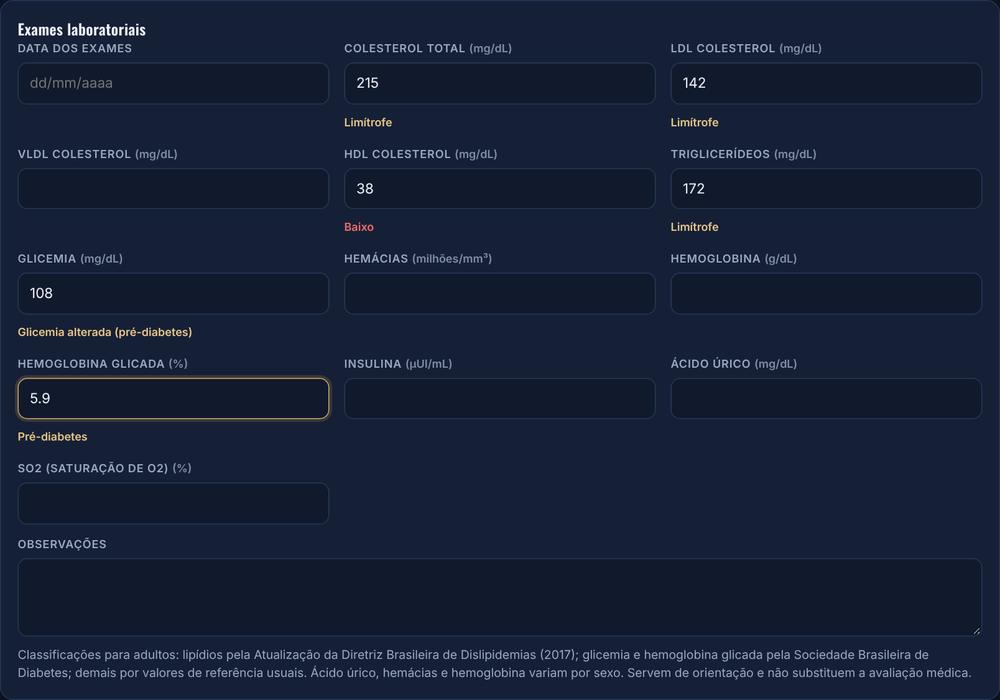 Exames laboratoriais
DATA DOS EXAMES
dd/mm/aaaa
COLESTEROL TOTAL (mg/dL)
215
Limítrofe
LDL COLESTEROL (mg/dL)
142
Limítrofe
VLDL COLESTEROL (mg/dL)
HDL COLESTEROL (mg/dL)
38
Baixo
TRIGLICERÍDEOS (mg/dL)
172
Limítrofe
GLICEMIA (mg/dL)
108
Glicemia alterada (pré-diabetes)
HEMÁCIAS (milhões/mm³)
HEMOGLOBINA (g/dL)
HEMOGLOBINA GLICADA (%)
5.9
Pré-diabetes
INSULINA (µUI/mL)
ÁCIDO ÚRICO (mg/dL)
SO2 (SATURAÇÃO DE O2) (%)
OBSERVAÇÕES
Classificações para adultos: lipídios pela Atualização da Diretriz Brasileira de Dislipidemias (2017); glicemia e hemoglobina glicada pela Sociedade Brasileira de
Diabetes; demais por valores de referência usuais. Ácido úrico, hemácias e hemoglobina variam por sexo. Servem de orientação e não substituem a avaliação médica.